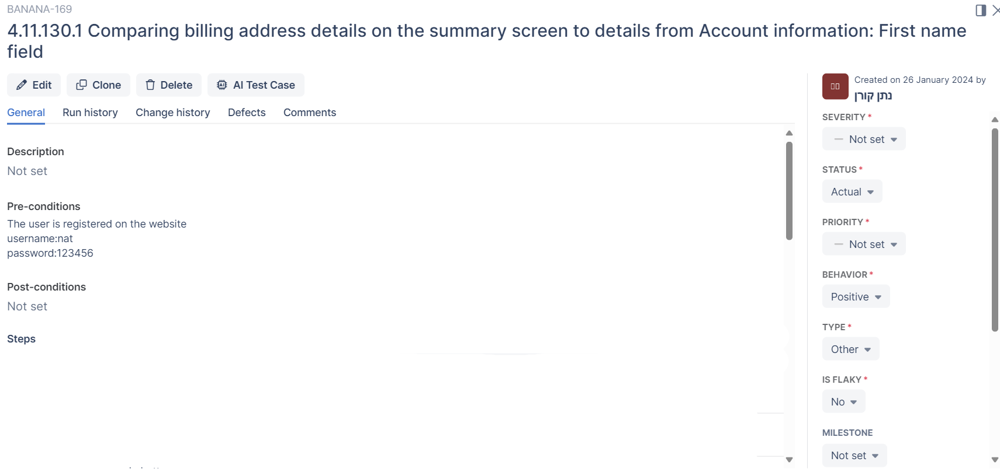 BANANA-169
4.11.130.1 Comparing billing address details on the summary screen to details from Account information: First name
field
Edit
Clone
Delete
AI Test Case
General
Run history
Change history
Defects
Comments
Description
Not set
Pre-conditions
The user is registered on the website
username:nat
password:123456
Post-conditions
Not set
Steps
Created on 26 January 2024 by
נתן קורן
SEVERITY *
Not set
STATUS *
Actual
PRIORITY *
Not set
BEHAVIOR *
Positive
TYPE *
Other
IS FLAKY *
No
MILESTONE
Not set